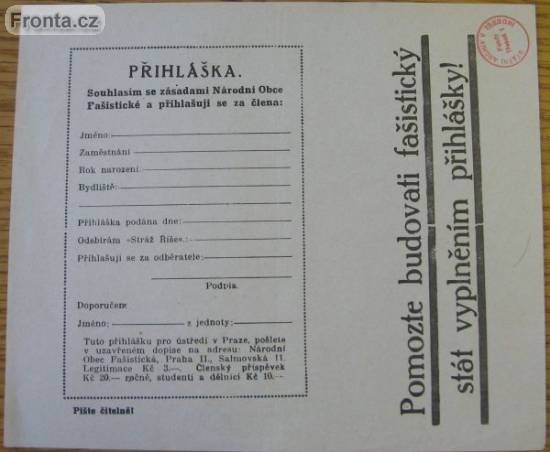 Fronta.cz
PŘIHLÁŠKA.
Souhlasím se zásadami Národní Obce
Fašistické a přihlašuji se za člena:
Jméno:
Zaměstnání
Rok narození:
Bydliště:
Přihláška podána dne:
Odebírám «Stráž Říše».:
Přihlašuji se za odběratele:
Podpis.
Doporučen:
Jméno: z jednoty:
Tuto přihlášku pro ústředí v Praze, pošlete
v uzavřeném dopise na adresu: Národní
Obec Fašistická, Praha II., Salmovská 11.
Legitimace Kč 3.—. Členský příspěvek
Kč 20.— ročně, studenti a dělníci Kč 10.—
Pište čitelně!
Pomozte budovati fašistický
stát vyplněním přihlášky!